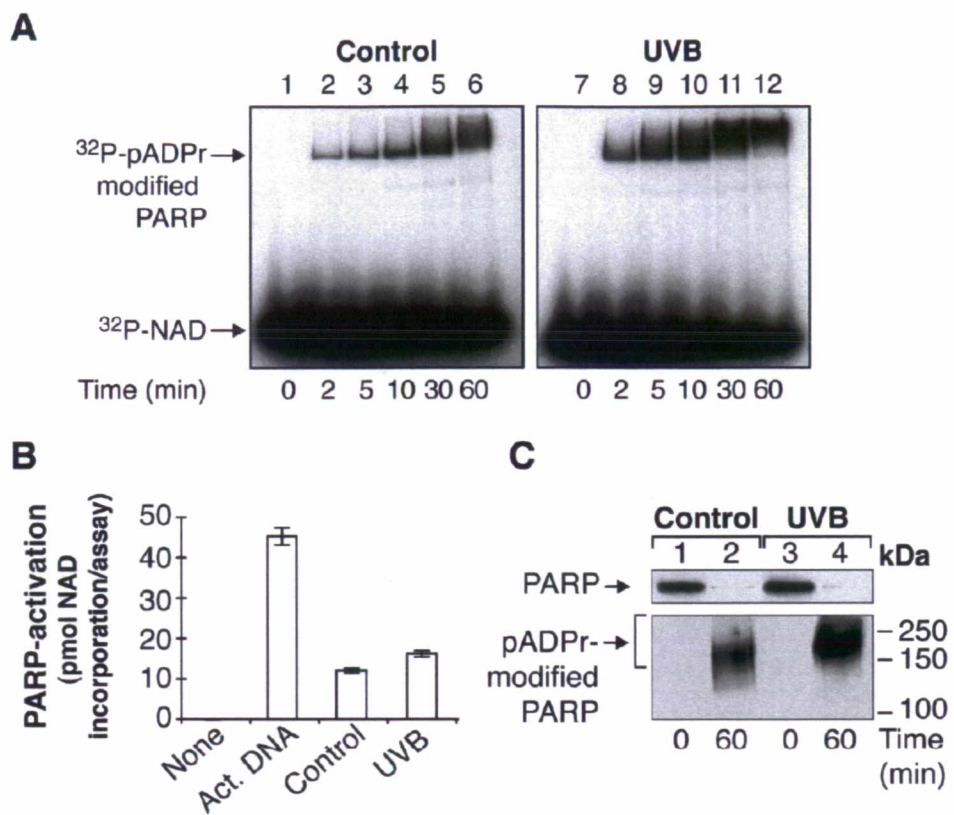 A
Control UVB
1 2 3 4 5 6 7 8 9 10 11 12
32P-pADPr
modified
PARP
32P-NAD
Time (min) 0 2 5 10 30 60 0 2 5 10 30 60
B
PARP-activation
(pmol NAD
incorporation/assay)
50
40
30
20
10
0
None
Act. DNA
Control
UVB
C
Control UVB
1 2 3 4 kDa
PARP
pADPr-
modified
PARP
250
150
100
0 60 0 60 Time
(min)